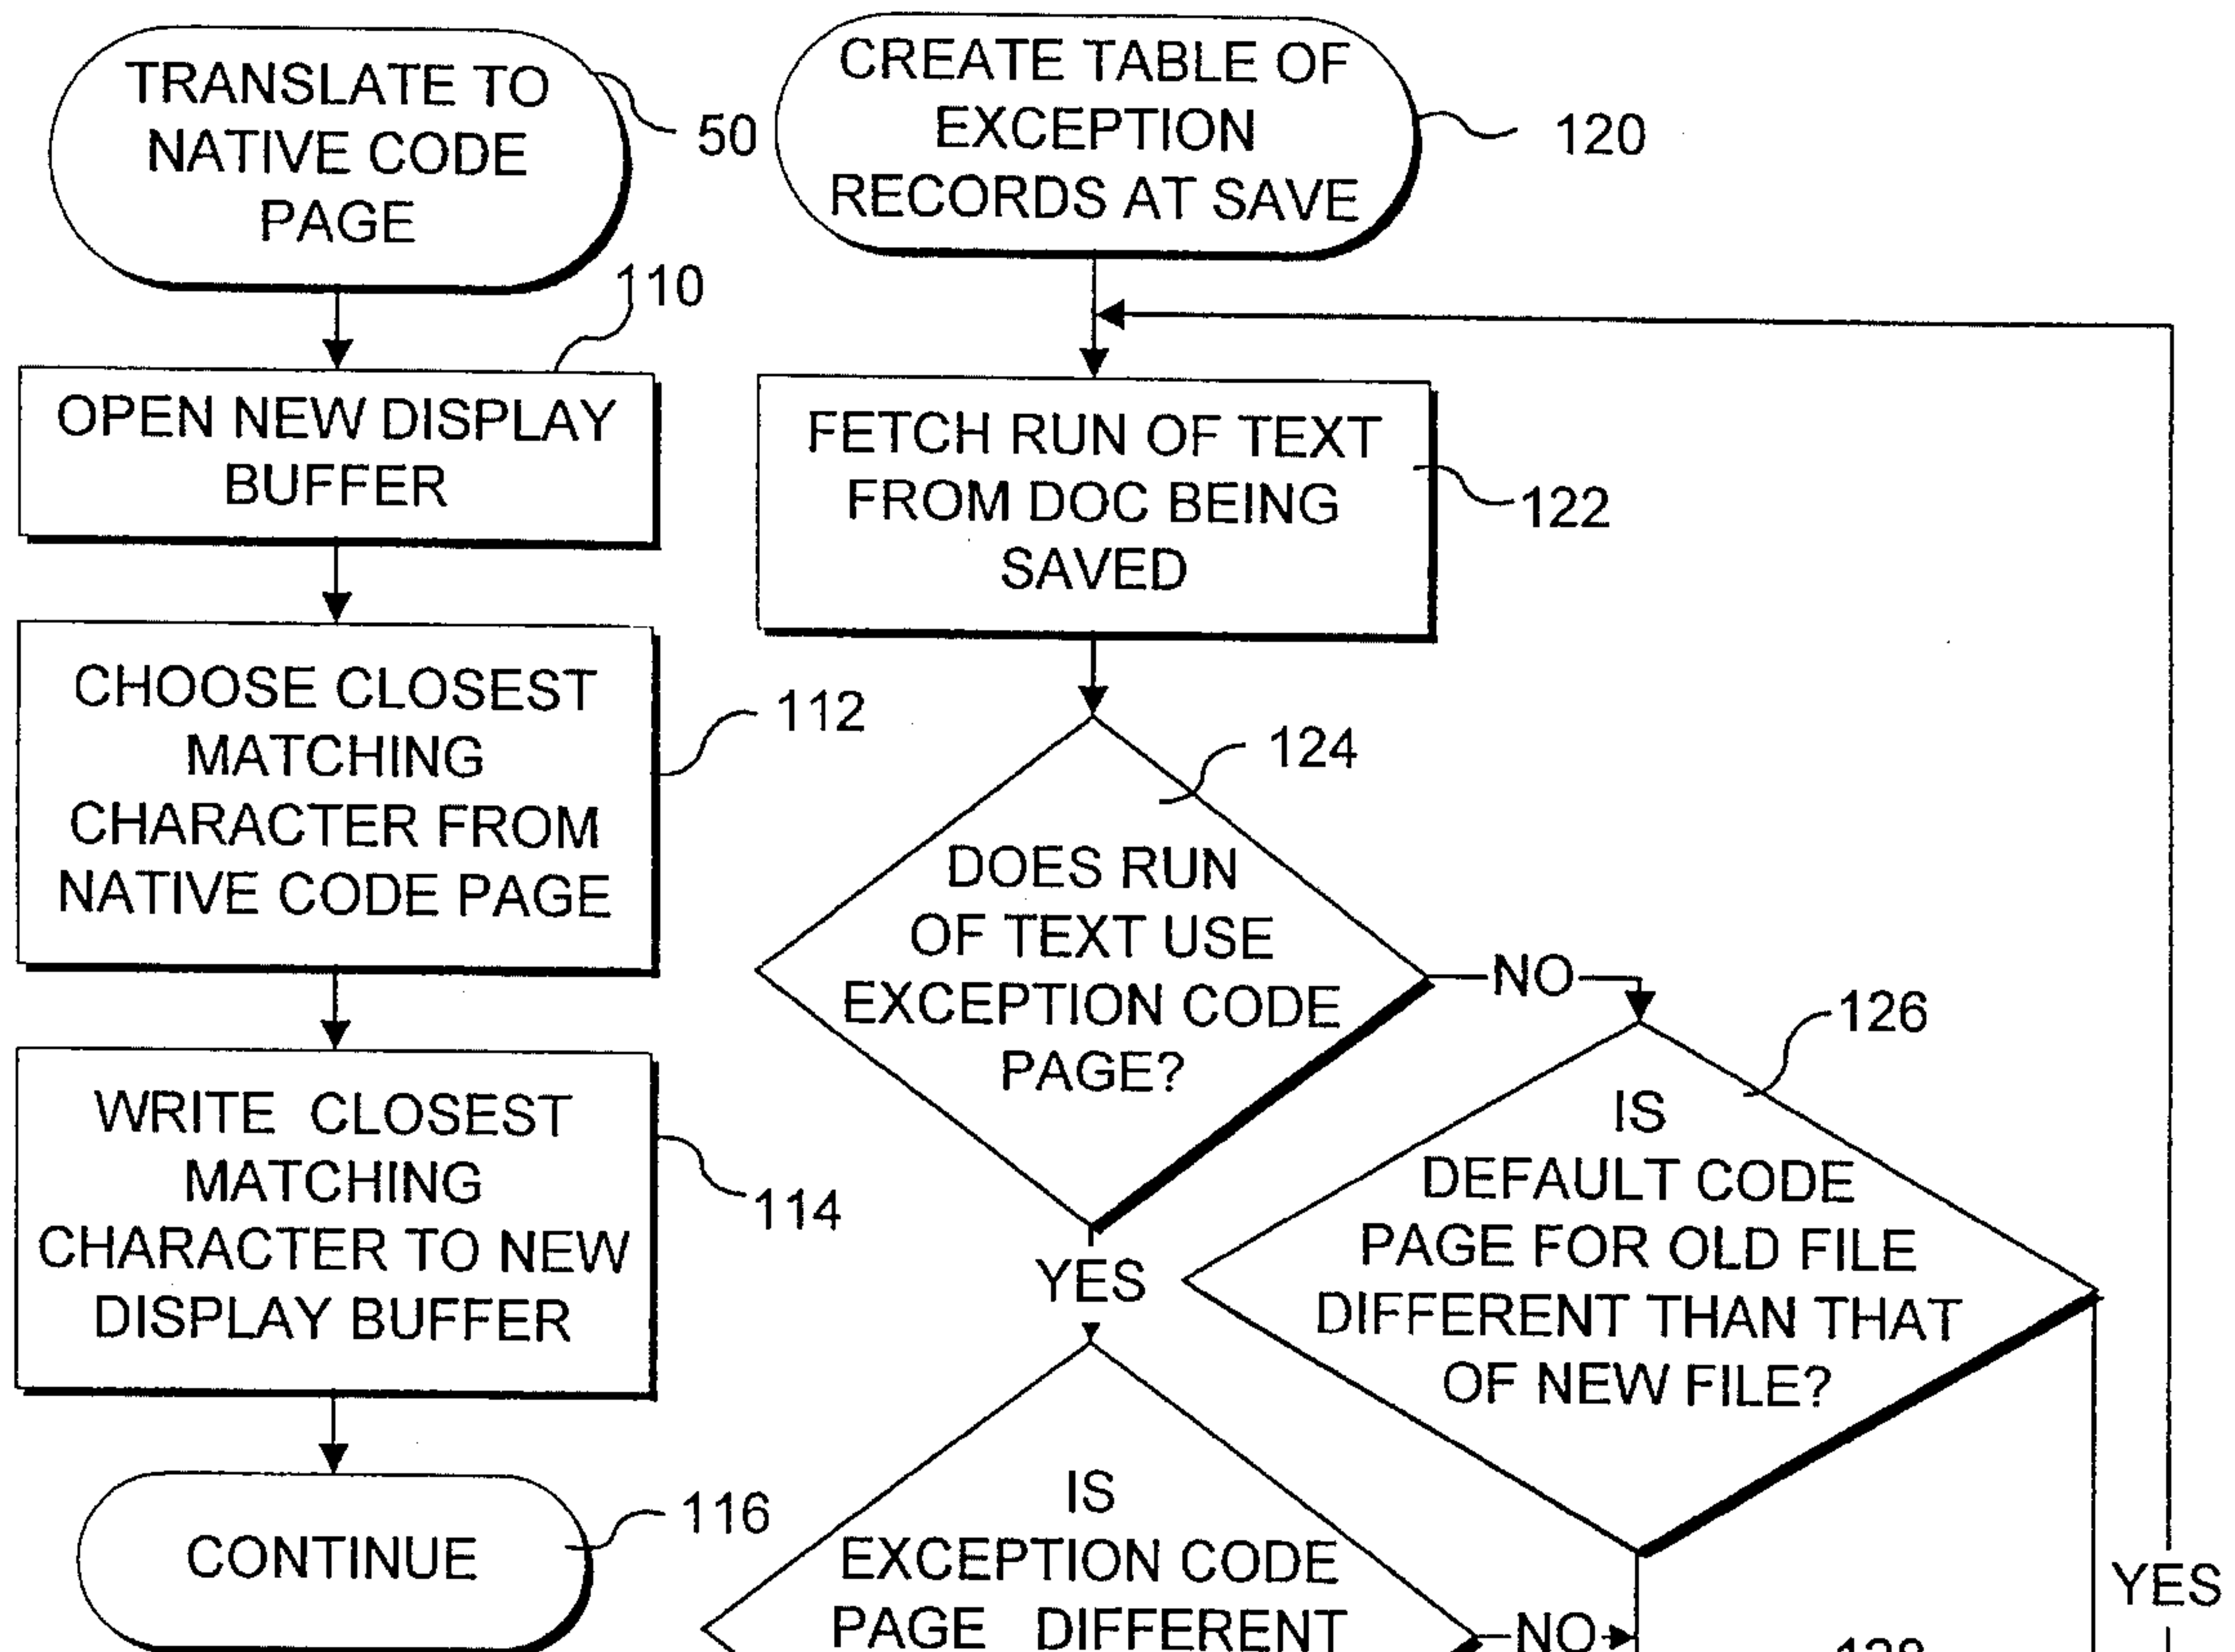 TRANSLATE TO
NATIVE CODE
PAGE
50
110
OPEN NEW DISPLAY
BUFFER
CHOOSE CLOSEST
MATCHING
CHARACTER FROM
NATIVE CODE PAGE
112
WRITE CLOSEST
MATCHING
CHARACTER TO NEW
DISPLAY BUFFER
114
CONTINUE
116
CREATE TABLE OF
EXCEPTION
RECORDS AT SAVE
120
FETCH RUN OF TEXT
FROM DOC BEING
SAVED
122
124
DOES RUN
OF TEXT USE
EXCEPTION CODE
PAGE?
NO
YES
126
IS
DEFAULT CODE
PAGE FOR OLD FILE
DIFFERENT THAN THAT
OF NEW FILE?
IS
EXCEPTION CODE
PAGE DIFFERENT
NO
YES